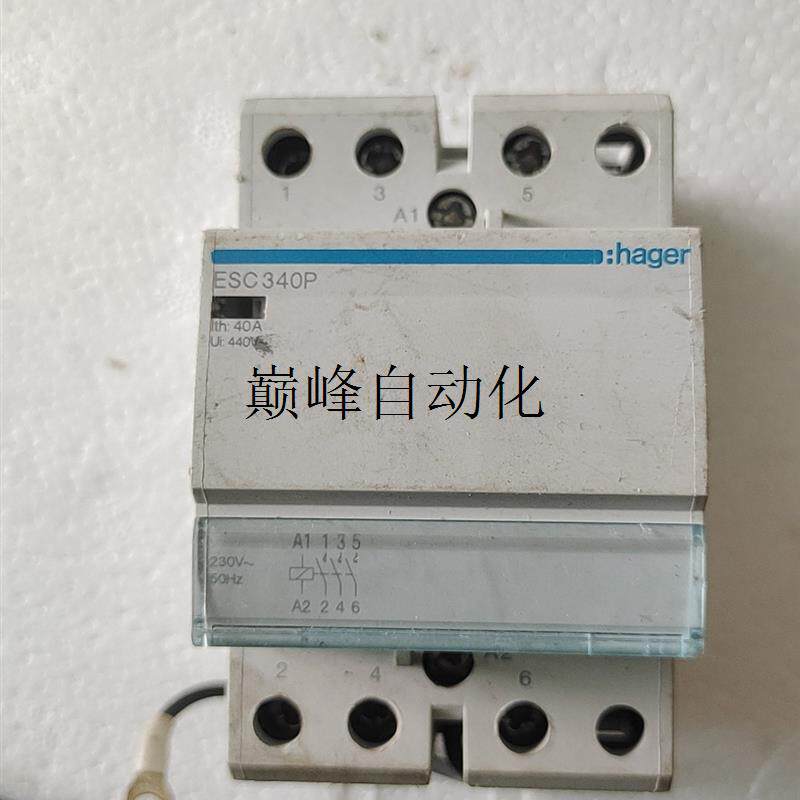 1 3 5
A1
:hager
ESC340P
Ith: 40A
Ui: 440V~
巅峰自动化
A1 1 3 5
230V~
50Hz
A2 2 4 6
A2
2 4 6